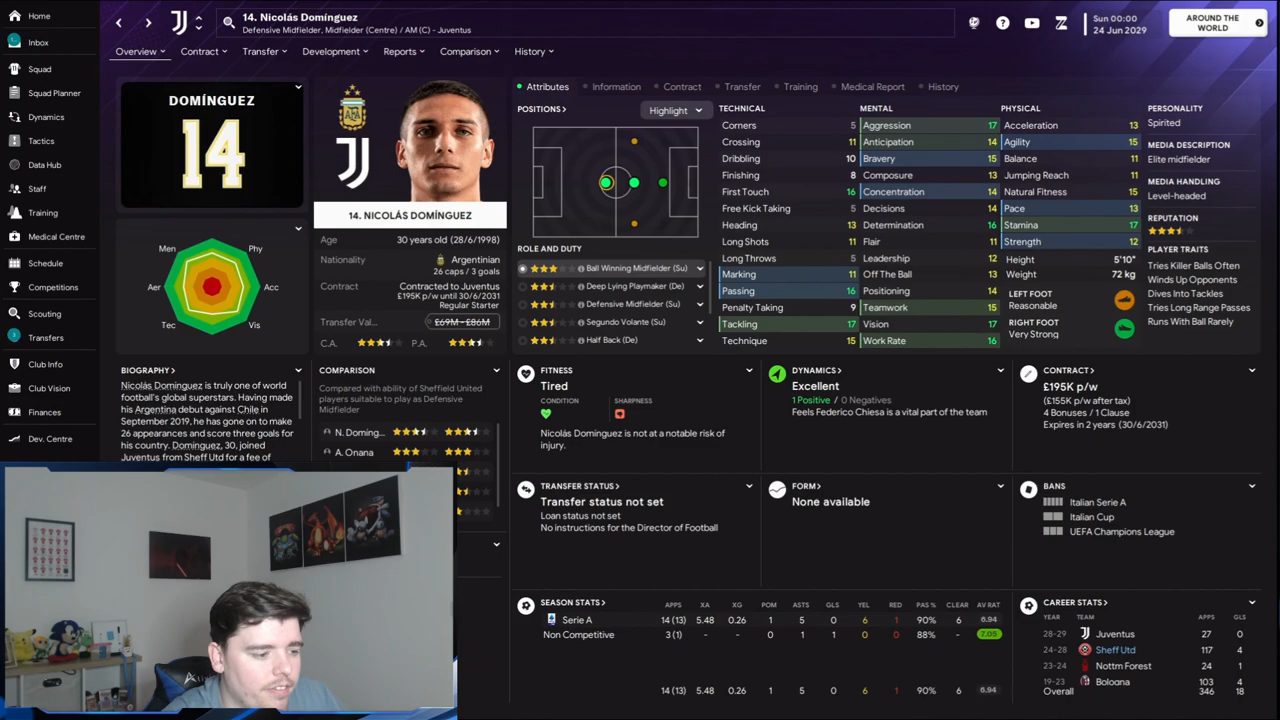 Home
Inbox
Squad
Squad Planner
Dynamics
Tactics
Data Hub
Staff
Training
Medical Centre
Schedule
Competitions
Scouting
Transfers
Club Info
Club Vision
Finances
Dev. Centre
14. Nicolás Domínguez
Defensive Midfielder, Midfielder (Centre) / AM (C) - Juventus
Sun 00:00
24 Jun 2029
AROUND THE WORLD
Overview Contract Transfer Development Reports Comparison History
DOMÍNGUEZ
14
14. NICOLÁS DOMÍNGUEZ
Age 30 years old (28/6/1998)
Nationality Argentinian
26 caps / 3 goals
Contract Contracted to Juventus
£195K p/w until 30/6/2031
Regular Starter
Transfer Val... £69M - £86M
C.A. P.A.
Men Phy
Aer Acc
Tec Vis
Attributes Information Contract Transfer Training Medical Report History
POSITIONS
Highlight
ROLE AND DUTY
Ball Winning Midfielder (Su)
Deep Lying Playmaker (De)
Defensive Midfielder (Su)
Segundo Volante (Su)
Half Back (De)
TECHNICAL
Corners 5
Crossing 11
Dribbling 10
Finishing 8
First Touch 16
Free Kick Taking 5
Heading 13
Long Shots 11
Long Throws 5
Marking 11
Passing 16
Penalty Taking 9
Tackling 17
Technique 15
MENTAL
Aggression 17
Anticipation 14
Bravery 15
Composure 13
Concentration 14
Decisions 14
Determination 16
Flair 11
Leadership 12
Off The Ball 13
Positioning 14
Teamwork 15
Vision 17
Work Rate 16
PHYSICAL
Acceleration 13
Agility 15
Balance 11
Jumping Reach 11
Natural Fitness 15
Pace 13
Stamina 17
Strength 12
Height 5'10"
Weight 72 kg
LEFT FOOT
Reasonable
RIGHT FOOT
Very Strong
PERSONALITY
Spirited
MEDIA DESCRIPTION
Elite midfielder
MEDIA HANDLING
Level-headed
REPUTATION
PLAYER TRAITS
Tries Killer Balls Often
Winds Up Opponents
Dives Into Tackles
Tries Long Range Passes
Runs With Ball Rarely
BIOGRAPHY
Nicolás Domínguez is truly one of world
football's global superstars. Having made
his Argentina debut against Chile in
September 2019, he has gone on to make
26 appearances and score three goals for
his country. Domínguez, 30, joined
Juventus from Sheff Utd for a fee of
COMPARISON
Compared with ability of Sheffield United
players suitable to play as Defensive
Midfielder
N. Doming...
A. Onana
FITNESS
Tired
CONDITION SHARPNESS
Nicolás Domínguez is not at a notable risk of
injury.
DYNAMICS
Excellent
1 Positive / 0 Negatives
Feels Federico Chiesa is a vital part of the
team
CONTRACT
£195K p/w
(£155K p/w after tax)
4 Bonuses / 1 Clause
Expires in 2 years (30/6/2031)
TRANSFER STATUS
Transfer status not set
Loan status not set
No instructions for the Director of Football
FORM
None available
BANS
Italian Serie A
Italian Cup
UEFA Champions League
SEASON STATS APPS XA XG POM ASTS GLS YEL RED PAS % CLEAR AV RAT
Serie A 14 (13) 5.48 0.26 1 5 0 6 1 90% 6 6.94
Non Competitive 3 (1) - - 0 1 1 0 0 88% - 7.05
14 (13) 5.48 0.26 1 5 0 6 1 90% 6 6.94
CAREER STATS
YEAR TEAM APPS GLS
28-29 Juventus 27 0
24-28 Sheff Utd 117 4
23-24 Nottm Forest 24 1
19-23 Bologna 103 4
Overall 346 18